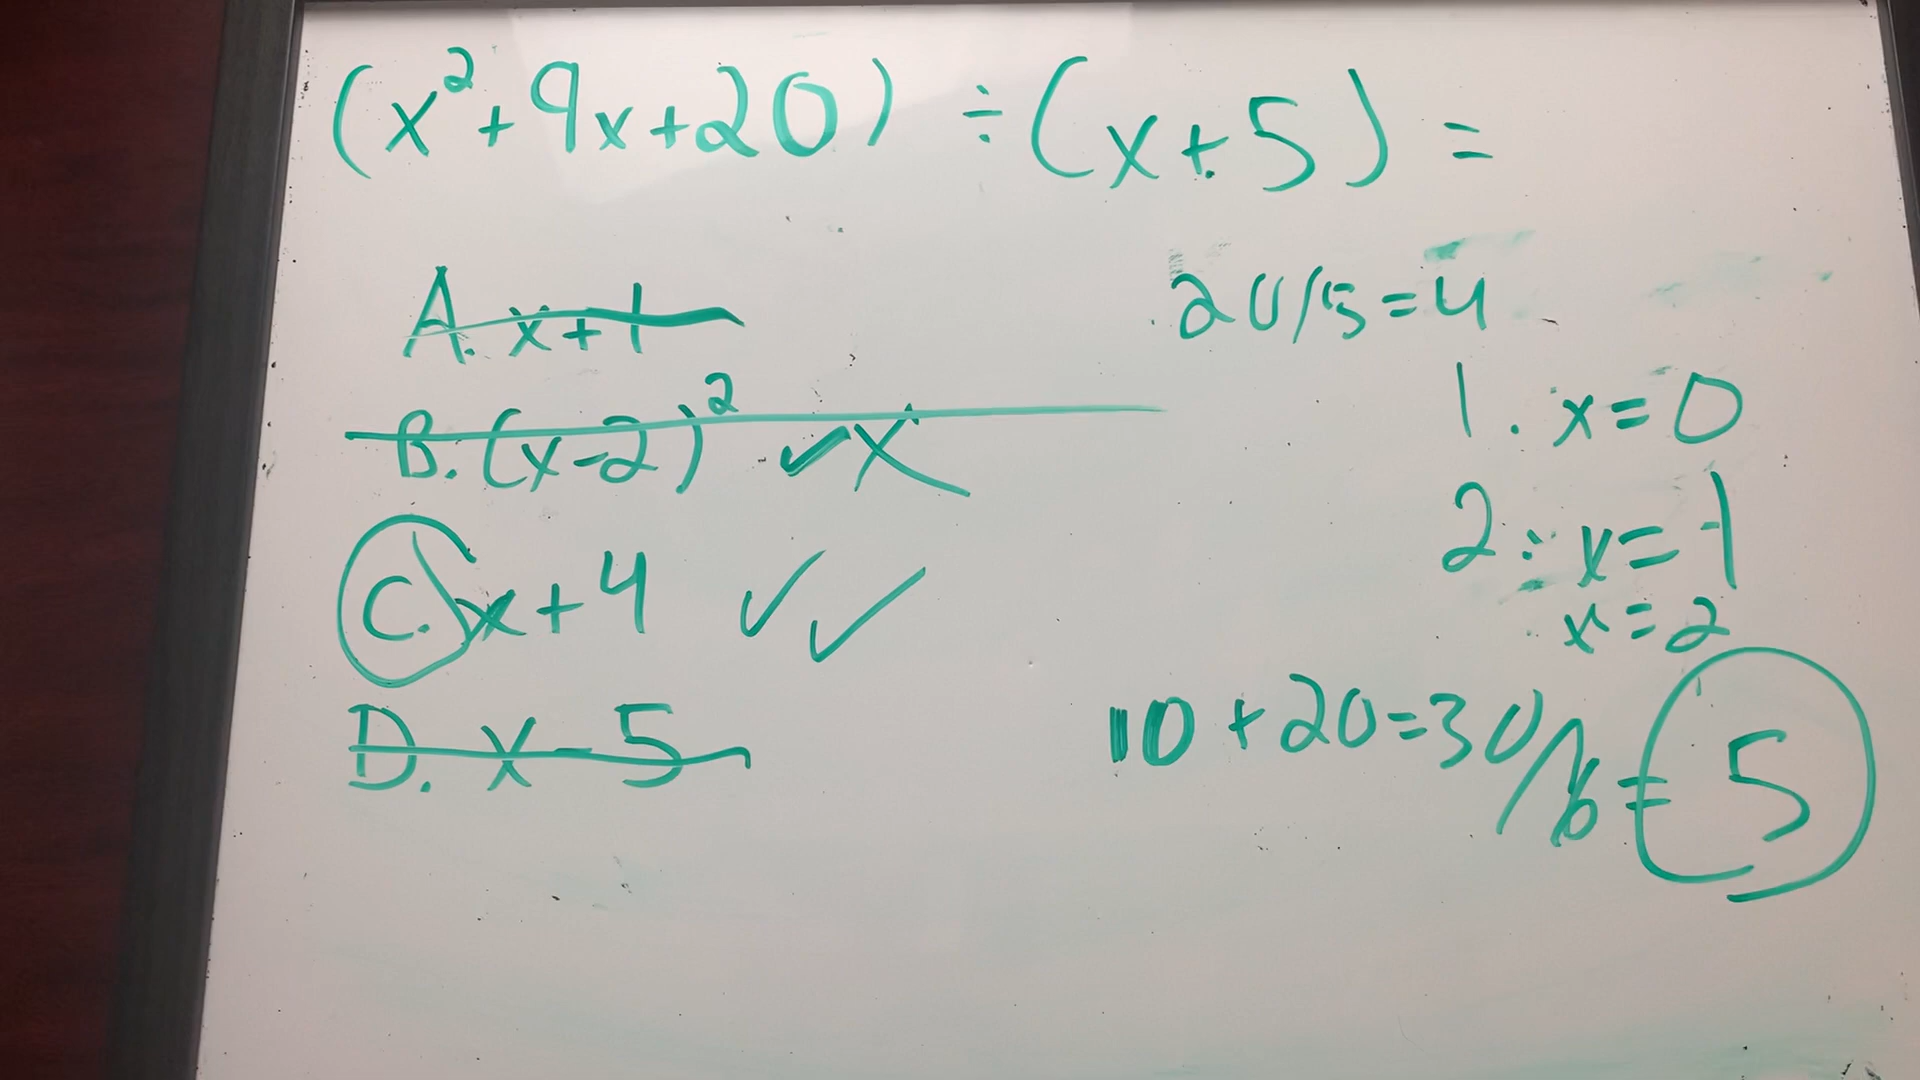 (x²+9x+20) ÷ (x+5) =
A. x+1
B. (x-2)² ✓ X
C. x+4 ✓✓
D. x-5
20/5=4
1. x=0
2. x=1
x=2
10+20=30/6=5